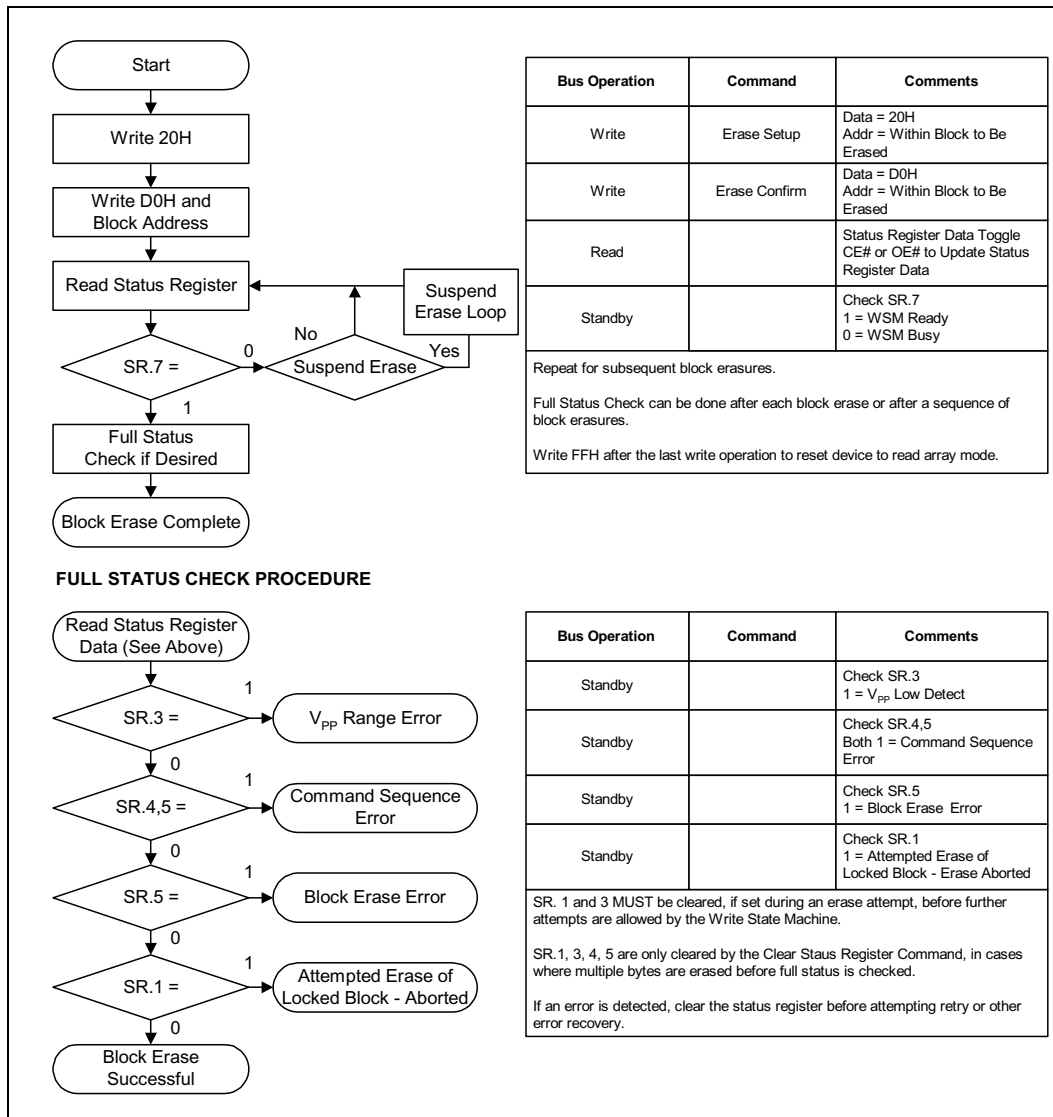 Start
Write 20H
Write D0H and
Block Address
Read Status Register
Suspend
Erase Loop
No
Yes
SR.7 =
0
Suspend Erase
1
Full Status
Check if Desired
Block Erase Complete
Bus Operation Command Comments
Write Erase Setup Data = 20H
Addr = Within Block to Be
Erased
Write Erase Confirm Data = D0H
Addr = Within Block to Be
Erased
Read Status Register Data Toggle
CE# or OE# to Update Status
Register Data
Standby Check SR.7
1 = WSM Ready
0 = WSM Busy
Repeat for subsequent block erasures.
Full Status Check can be done after each block erase or after a sequence of
block erasures.
Write FFH after the last write operation to reset device to read array mode.
FULL STATUS CHECK PROCEDURE
Read Status Register
Data (See Above)
SR.3 =
1
VPP Range Error
0
SR.4,5 =
1
Command Sequence
Error
0
SR.5 =
1
Block Erase Error
0
SR.1 =
1
Attempted Erase of
Locked Block - Aborted
0
Block Erase
Successful
Bus Operation Command Comments
Standby Check SR.3
1 = VPP Low Detect
Standby Check SR.4,5
Both 1 = Command Sequence
Error
Standby Check SR.5
1 = Block Erase Error
Standby Check SR.1
1 = Attempted Erase of
Locked Block - Erase Aborted
SR. 1 and 3 MUST be cleared, if set during an erase attempt, before further
attempts are allowed by the Write State Machine.
SR.1, 3, 4, 5 are only cleared by the Clear Staus Register Command, in cases
where multiple bytes are erased before full status is checked.
If an error is detected, clear the status register before attempting retry or other
error recovery.